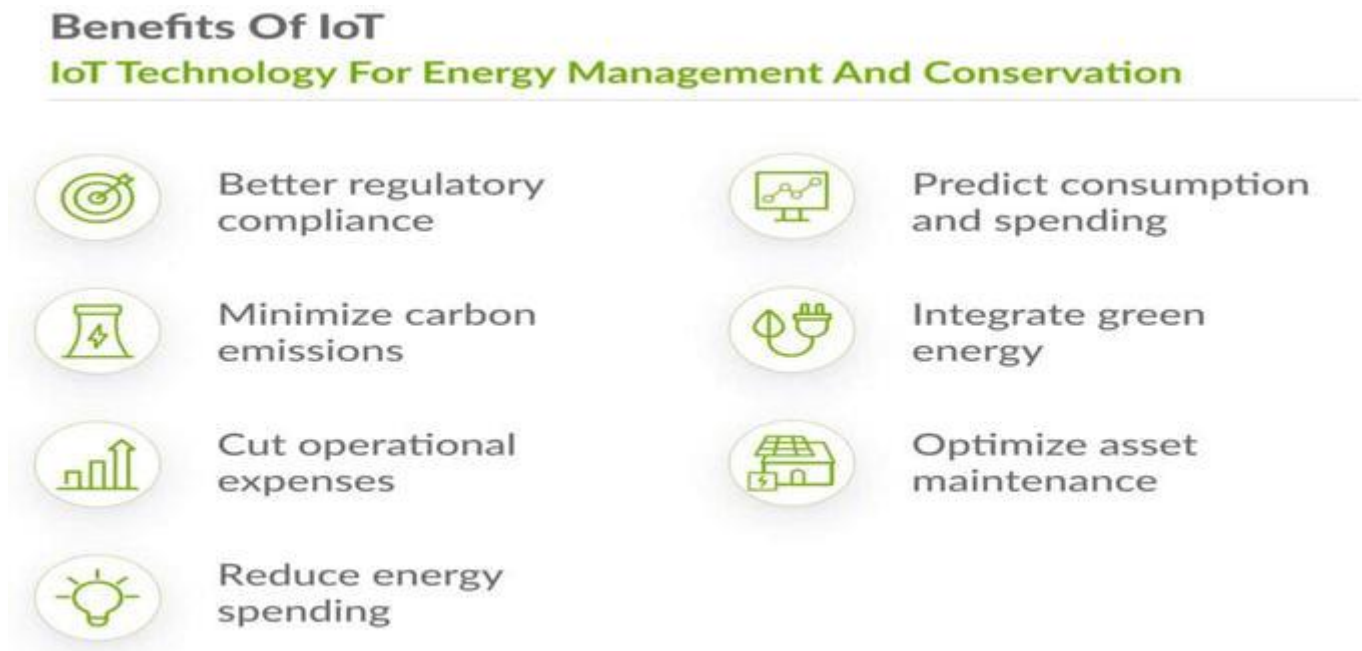 Benefits Of IoT
IoT Technology For Energy Management And Conservation
Better regulatory
compliance
Minimize carbon
emissions
Cut operational
expenses
Reduce energy
spending
Predict consumption
and spending
Integrate green
energy
Optimize asset
maintenance